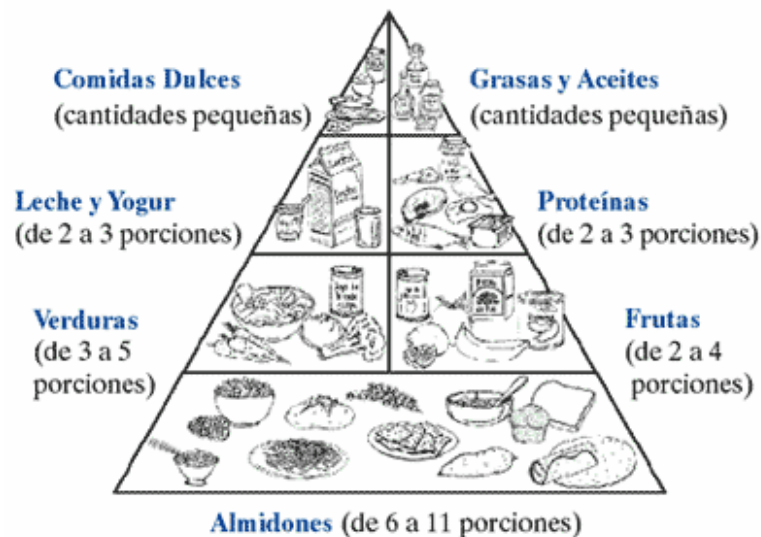 Comidas Dulces
(cantidades pequeñas)
Grasas y Aceites
(cantidades pequeñas)
Leche y Yogur
(de 2 a 3 porciones)
Proteínas
(de 2 a 3 porciones)
Verduras
(de 3 a 5
porciones)
Frutas
(de 2 a 4
porciones)
Almidones (de 6 a 11 porciones)